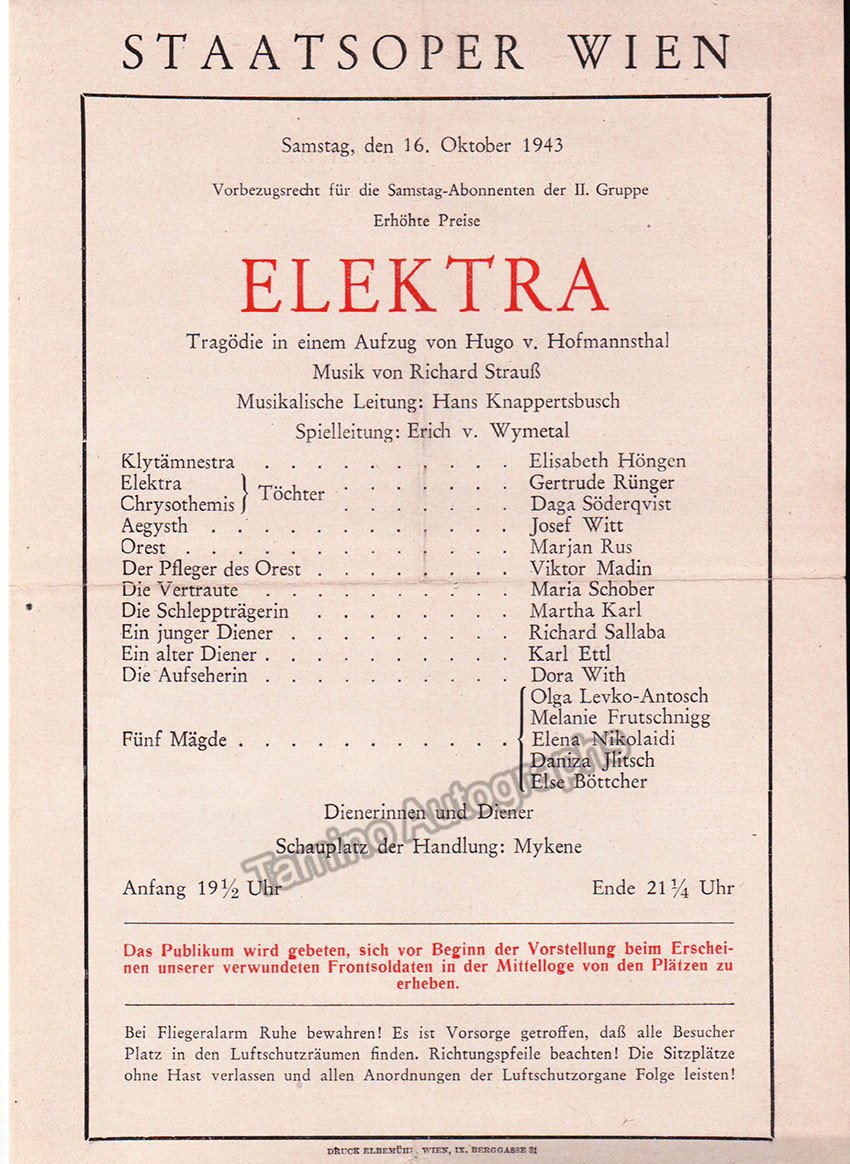 STAATSOPER WIEN
Samstag, den 16. Oktober 1943
Vorbezugsrecht für die Samstag-Abonnenten der II. Gruppe
Erhöhte Preise
ELEKTRA
Tragödie in einem Aufzug von Hugo v. Hofmannsthal
Musik von Richard Strauß
Musikalische Leitung: Hans Knappertsbusch
Spielleitung: Erich v. Wymetal
Klytämnestra . . . . . . . . . . Elisabeth Höngen
Elektra } Töchter . . . . . . . Gertrude Rünger
Chrysothemis } Töchter . . . . . . . Daga Söderqvist
Aegysth . . . . . . . . . . . . Josef Witt
Orest . . . . . . . . . . . . . Marjan Rus
Der Pfleger des Orest . . . . . . . . Viktor Madin
Die Vertraute . . . . . . . . . . Maria Schober
Die Schleppträgerin . . . . . . . . Martha Karl
Ein junger Diener . . . . . . . . . Richard Sallaba
Ein alter Diener . . . . . . . . . . Karl Ettl
Die Aufseherin . . . . . . . . . . Dora With
Fünf Mägde . . . . . . . . . . . { Olga Levko-Antosch
Melanie Frutschnigg
Elena Nikolaidi
Daniza Jlitsch
Else Böttcher
Dienerinnen und Diener
Schauplatz der Handlung: Mykene
Tamino Autographs
Anfang 19½ Uhr Ende 21¼ Uhr
Das Publikum wird gebeten, sich vor Beginn der Vorstellung beim Erschei-
nen unserer verwundeten Frontsoldaten in der Mittelloge von den Plätzen zu
erheben.
Bei Fliegeralarm Ruhe bewahren! Es ist Vorsorge getroffen, daß alle Besucher
Platz in den Luftschutzräumen finden. Richtungspfeile beachten! Die Sitzplätze
ohne Hast verlassen und allen Anordnungen der Luftschutzorgane Folge leisten!
DRUCK ELBEMÜHL, WIEN, IX. BERGGASSE 31